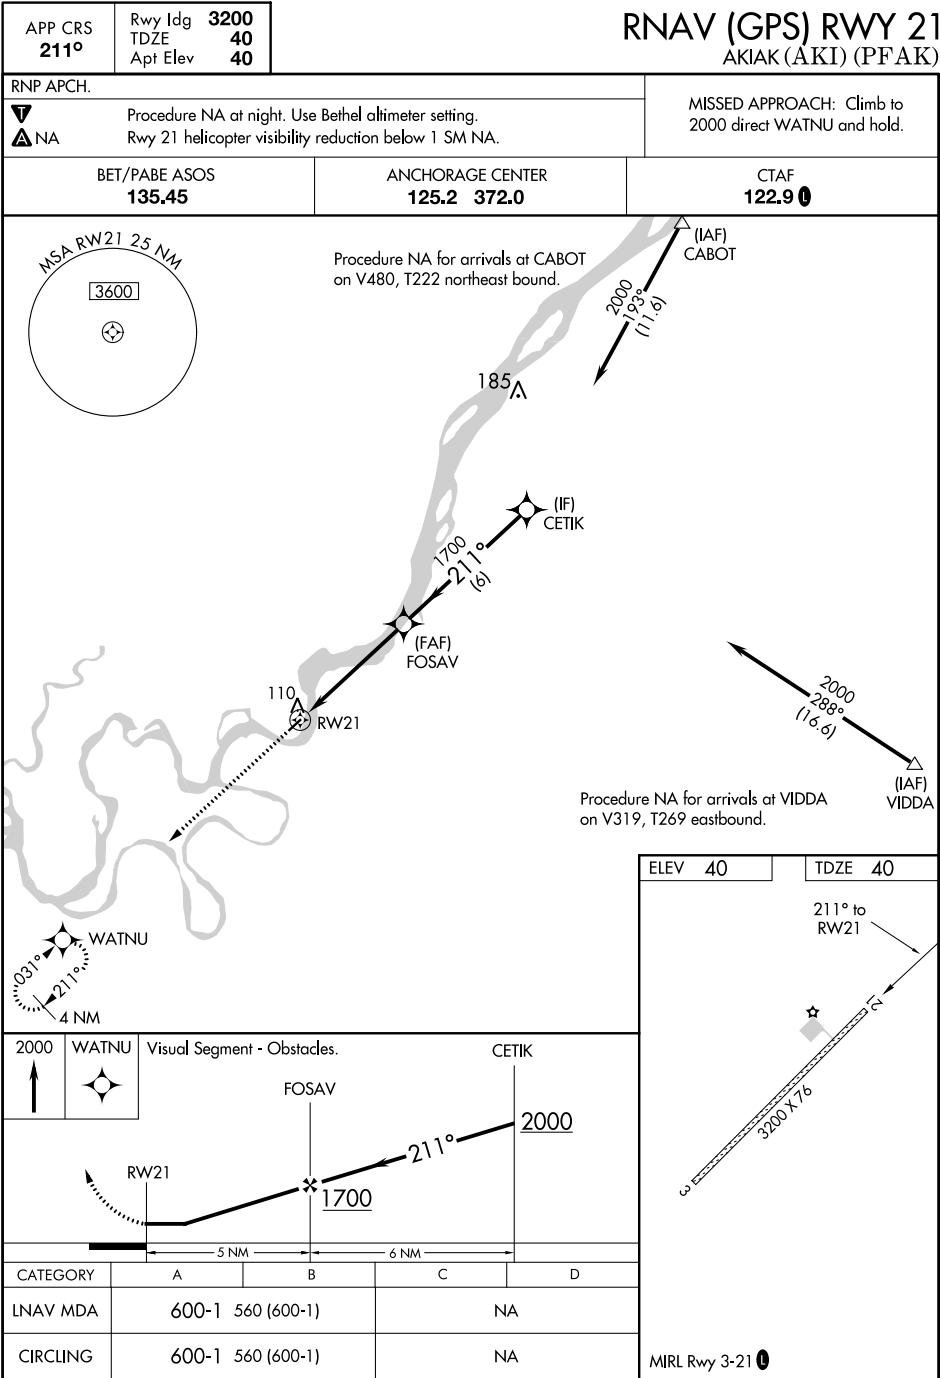 APP CRS
211°
Rwy ldg 3200
TDZE 40
Apt Elev 40
RNAV (GPS) RWY 21
AKIAK (AKI) (PFAK)
RNP APCH.
T
A NA
Procedure NA at night. Use Bethel altimeter setting.
Rwy 21 helicopter visibility reduction below 1 SM NA.
MISSED APPROACH: Climb to
2000 direct WATNU and hold.
BET/PABE ASOS
135.45
ANCHORAGE CENTER
125.2 372.0
CTAF
122.9 L
MSA RW21 25 NM
3600
Procedure NA for arrivals at CABOT
on V480, T222 northeast bound.
(IAF)
CABOT
2000
193°
(11.6)
185
(IF)
CETIK
1700
211°
(6)
(FAF)
FOSAV
110
RW21
2000
288°
(16.6)
(IAF)
VIDDA
Procedure NA for arrivals at VIDDA
on V319, T269 eastbound.
WATNU
031°
211°
4 NM
ELEV 40
TDZE 40
211° to
RW21
21
3200 X 76
3
MIRL Rwy 3-21 L
2000
WATNU
Visual Segment - Obstacles.
CETIK
FOSAV
2000
211°
RW21
1700
5 NM
6 NM
CATEGORY A B C D
LNAV MDA 600-1 560 (600-1) NA
CIRCLING 600-1 560 (600-1) NA